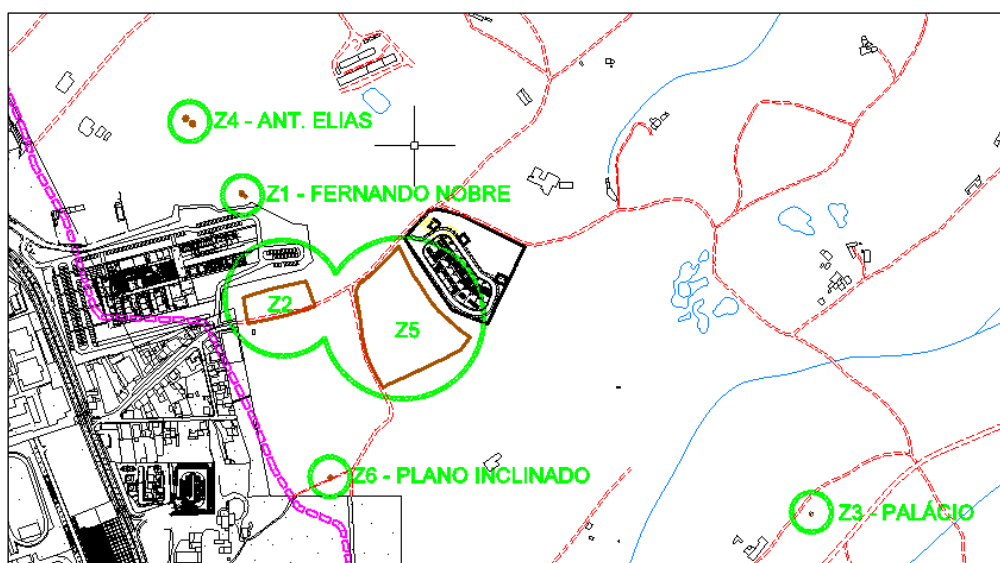 Z4 - ANT. ELIAS
Z1 - FERNANDO NOBRE
Z2
Z5
Z6 - PLANO INCLINADO
Z3 - PALÁCIO